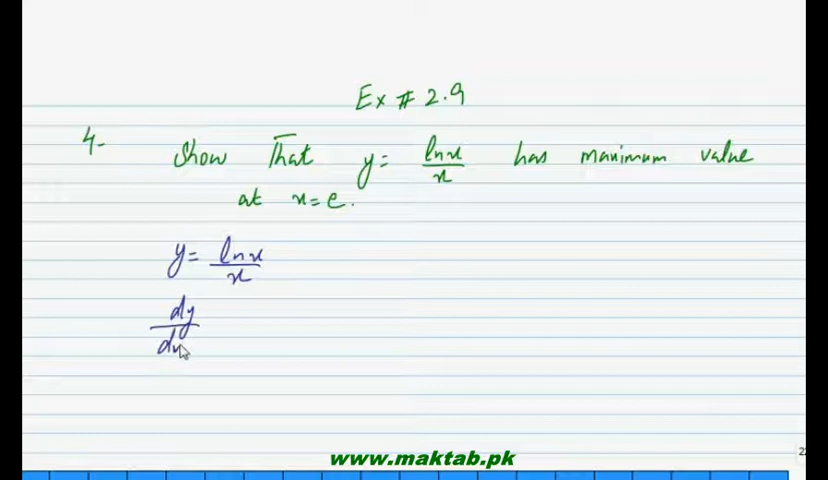 Ex # 2.9
4- Show That y = lnx/x has maximum value
at x = e.
y = lnx/x
dy/dx
www.maktab.pk